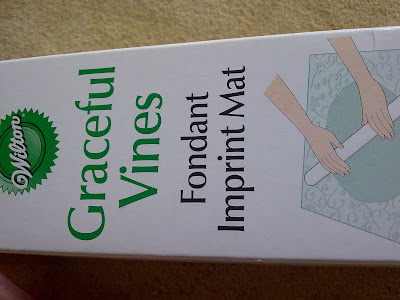 Wilton
Graceful
Vines
Fondant
Imprint Mat